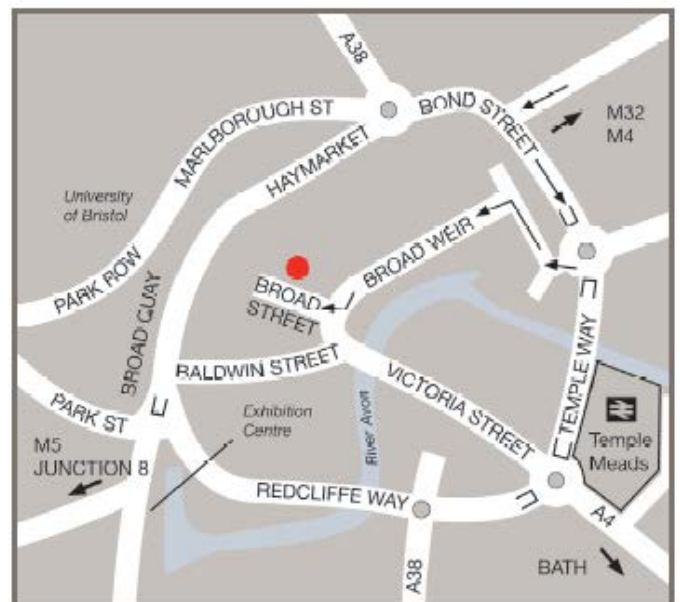 A38
MARLBOROUGH ST
BOND STREET
M32
M4
HAYMARKET
University
of Bristol
BROAD WEIR
PARK ROW
BROAD QUAY
BROAD
STREET
BALDWIN STREET
VICTORIA STREET
TEMPLE WAY
PARK ST
Exhibition
Centre
River Avon
Temple
Meads
M5
JUNCTION 8
REDCLIFFE WAY
A4
A38
BATH